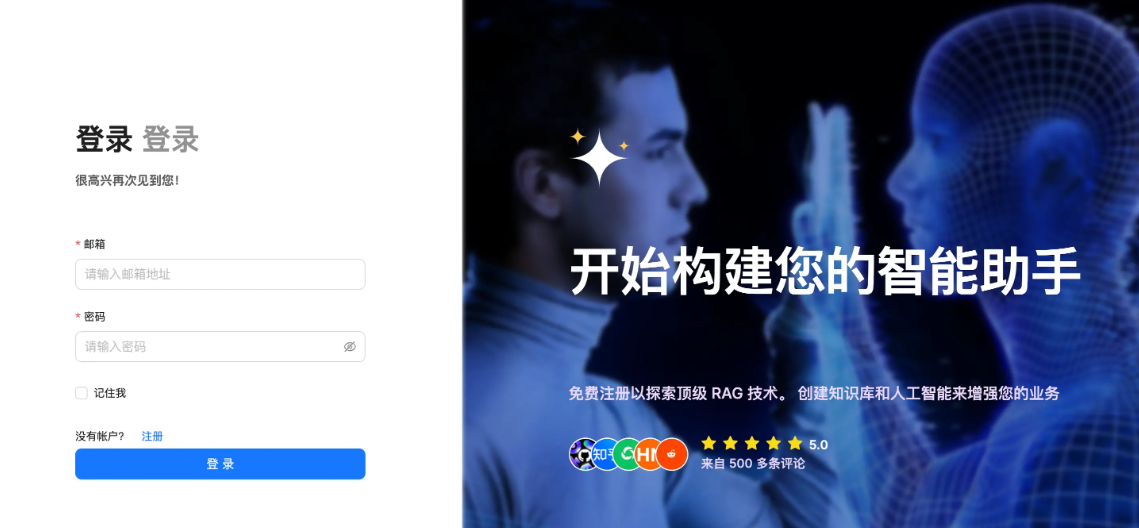 登录 登录
很高兴再次见到您！
* 邮箱
请输入邮箱地址
* 密码
请输入密码
记住我
没有帐户? 注册
登 录
开始构建您的智能助手
免费注册以探索顶级 RAG 技术。 创建知识库和人工智能来增强您的业务
知乎 HN
5.0
来自 500 多条评论